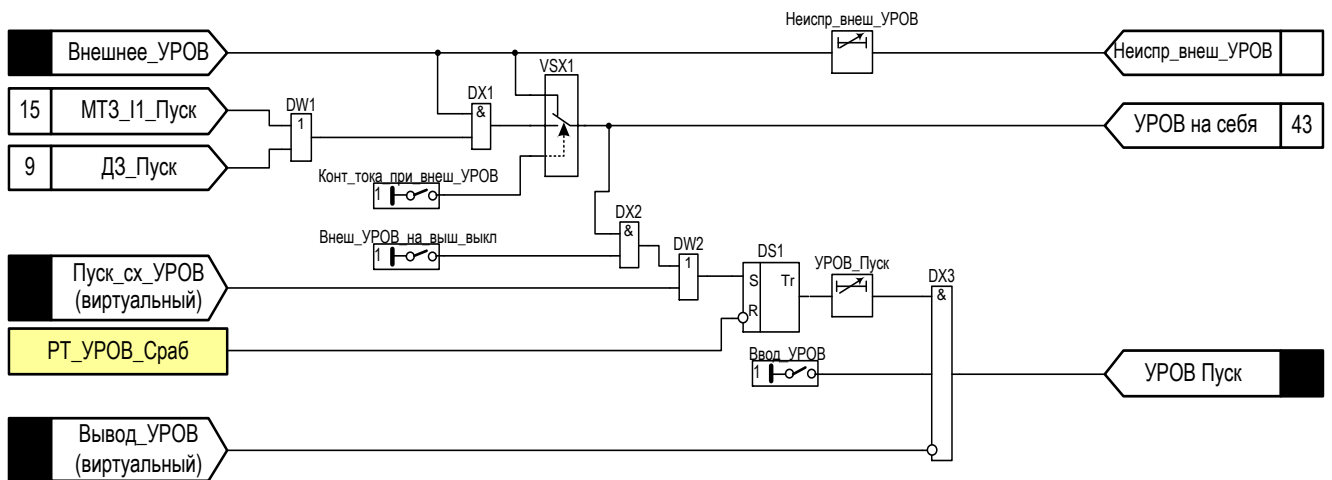 Неиспр_внеш_УРОВ
Внешнее_УРОВ
Неиспр_внеш_УРОВ
VSX1
15 МТЗ_I1_Пуск
DW1
1
DX1
&
УРОВ на себя 43
9 ДЗ_Пуск
Конт_тока_при_внеш_УРОВ
1
DX2
&
Внеш_УРОВ_на_выш_выкл
1
DW2
1
DS1
S Tr
R
УРОВ_Пуск
DX3
&
Пуск_сх_УРОВ
(виртуальный)
РТ_УРОВ_Сраб
Ввод_УРОВ
1
УРОВ Пуск
Вывод_УРОВ
(виртуальный)